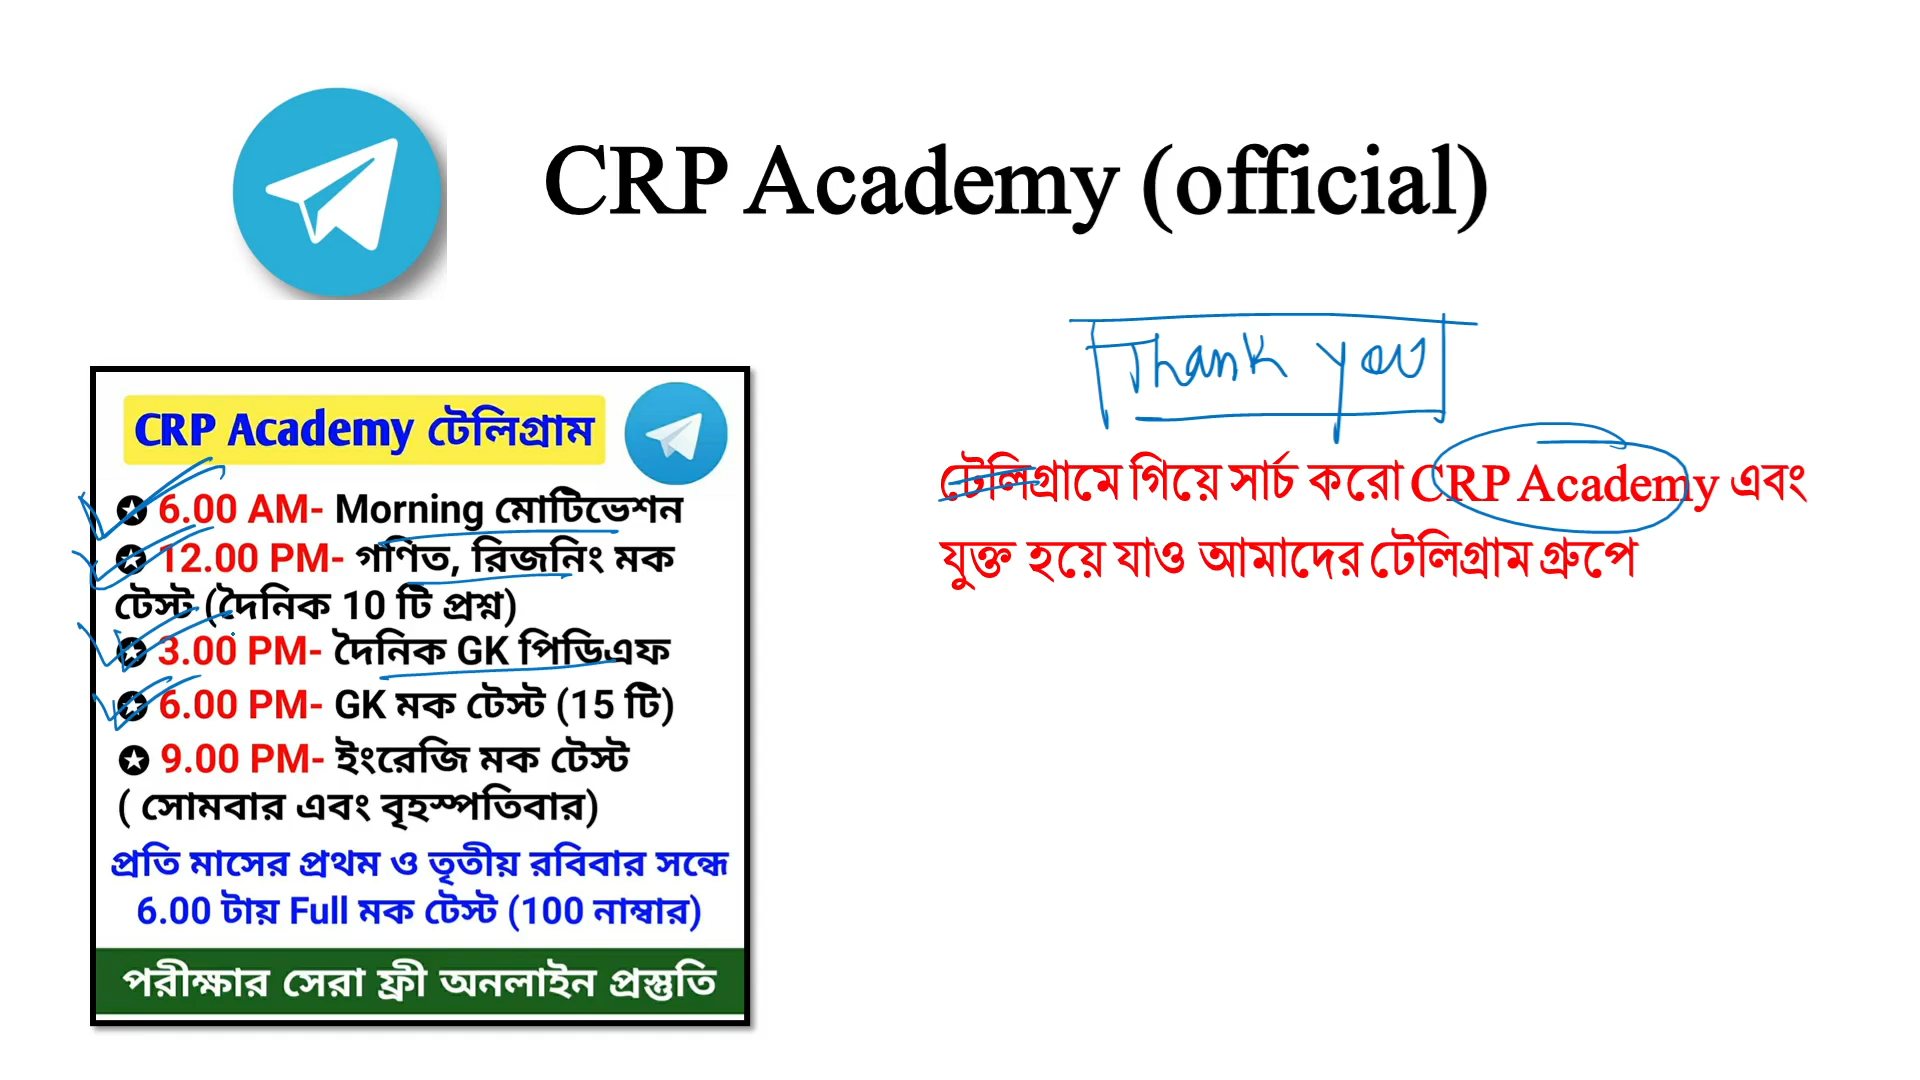 CRP Academy (official)
Thank you
CRP Academy টেলিগ্রাম
6.00 AM- Morning মোটিভেশন
12.00 PM- গণিত, রিজনিং মক
টেস্ট (দৈনিক 10 টি প্রশ্ন)
3.00 PM- দৈনিক GK পিডিএফ
6.00 PM- GK মক টেস্ট (15 টি)
9.00 PM- ইংরেজি মক টেস্ট
( সোমবার এবং বৃহস্পতিবার)
প্রতি মাসের প্রথম ও তৃতীয় রবিবার সন্ধে
6.00 টায় Full মক টেস্ট (100 নাম্বার)
পরীক্ষার সেরা ফ্রী অনলাইন প্রস্তুতি
টেলিগ্রামে গিয়ে সার্চ করো CRP Academy এবং
যুক্ত হয়ে যাও আমাদের টেলিগ্রাম গ্রুপে